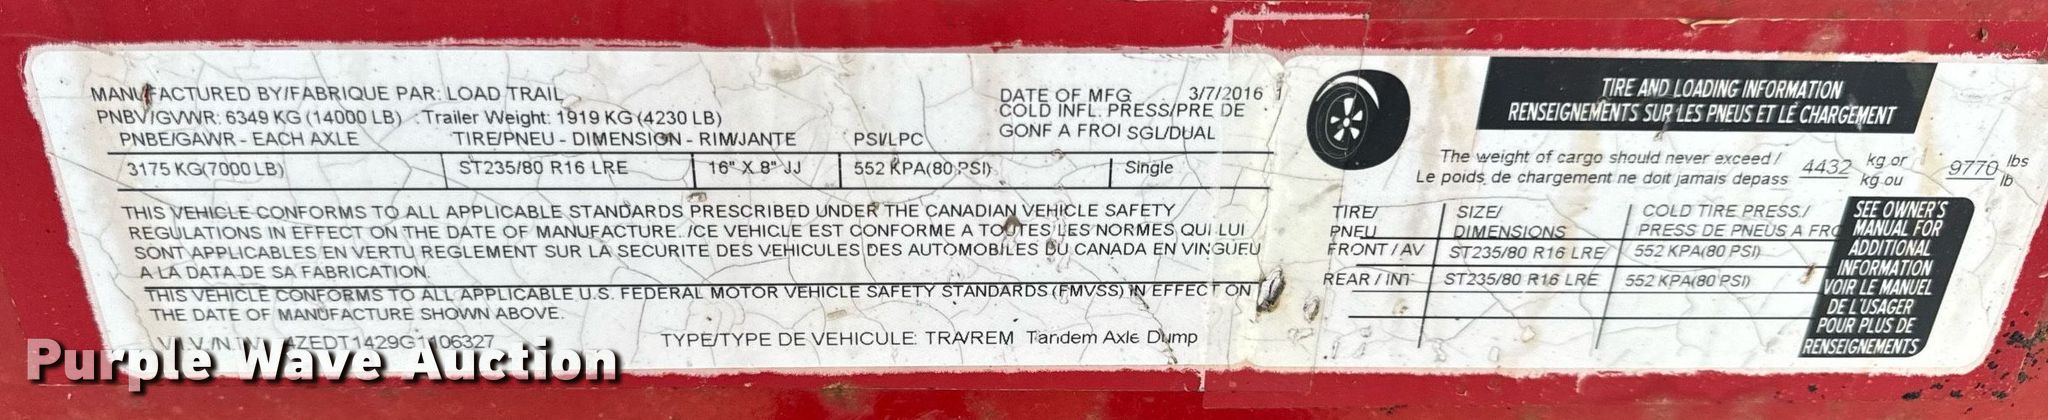 MANUFACTURED BY/FABRIQUE PAR: LOAD TRAIL
DATE OF MFG 3/7/2016
PNBV/GVWR: 6349 KG (14000 LB) Trailer Weight: 1919 KG (4230 LB)
COLD INFL. PRESS/PRE DE
PNBE/GAWR - EACH AXLE TIRE/PNEU - DIMENSION - RIM/JANTE PSI/LPC
GONF A FROI SGL/DUAL
3175 KG(7000 LB) ST235/80 R16 LRE 16" X 8" JJ 552 KPA(80 PSI) Single
THIS VEHICLE CONFORMS TO ALL APPLICABLE STANDARDS PRESCRIBED UNDER THE CANADIAN VEHICLE SAFETY
REGULATIONS IN EFFECT ON THE DATE OF MANUFACTURE. /CE VEHICLE EST CONFORME A TOUTES LES NORMES QUI LUI
SONT APPLICABLES EN VERTU REGLEMENT SUR LA SECURITE DES VEHICULES DES AUTOMOBILES DU CANADA EN VINGUEU
A LA DATA DE SA FABRICATION.
THIS VEHICLE CONFORMS TO ALL APPLICABLE U.S. FEDERAL MOTOR VEHICLE SAFETY STANDARDS (FMVSS) IN EFFECT ON
THE DATE OF MANUFACTURE SHOWN ABOVE.
TYPE/TYPE DE VEHICULE: TRA/REM Tandem Axle Dump
TIRE AND LOADING INFORMATION
RENSEIGNEMENTS SUR LES PNEUS ET LE CHARGEMENT
The weight of cargo should never exceed / 4432 kg or 9770 lbs
Le poids de chargement ne doit jamais depass kg ou lb
TIRE/ SIZE/ COLD TIRE PRESS./
PNEU DIMENSIONS PRESS DE PNEUS A FRO
FRONT / AV ST235/80 R16 LRE 552 KPA(80 PSI)
REAR / INT ST235/80 R16 LRE 552 KPA(80 PSI)
SEE OWNER'S
MANUAL FOR
ADDITIONAL
INFORMATION
VOIR LE MANUEL
DE L'USAGER
POUR PLUS DE
RENSEIGNEMENTS
Purple Wave Auction